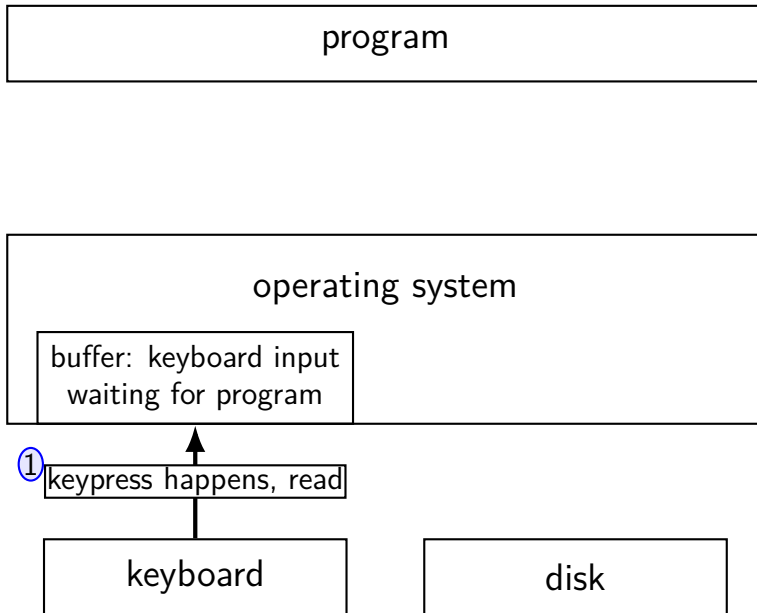 program
operating system
buffer: keyboard input
waiting for program
1
keypress happens, read
keyboard
disk